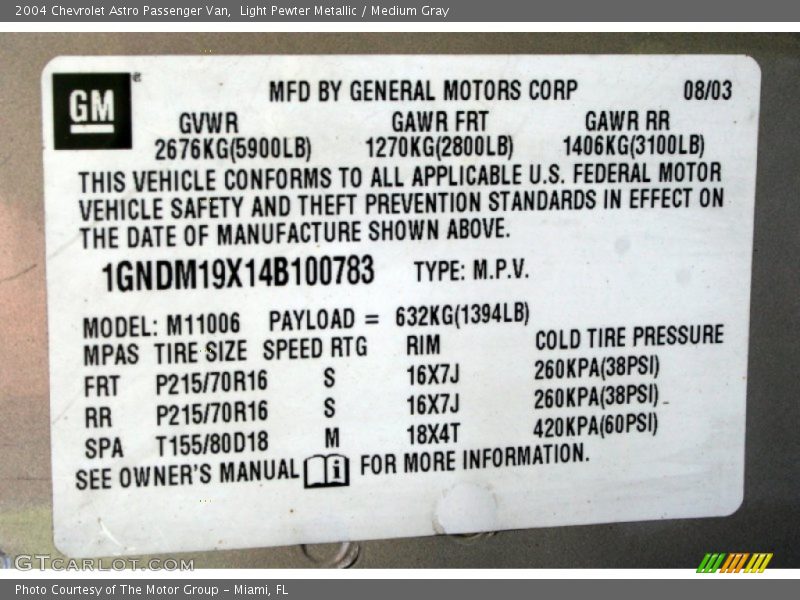 2004 Chevrolet Astro Passenger Van,  Light Pewter Metallic / Medium Gray
GM
®
MFD BY GENERAL MOTORS CORP 08/03
GVWR GAWR FRT GAWR RR
2676KG(5900LB) 1270KG(2800LB) 1406KG(3100LB)
THIS VEHICLE CONFORMS TO ALL APPLICABLE U.S. FEDERAL MOTOR
VEHICLE SAFETY AND THEFT PREVENTION STANDARDS IN EFFECT ON
THE DATE OF MANUFACTURE SHOWN ABOVE.
1GNDM19X14B100783 TYPE: M.P.V.
MODEL: M11006 PAYLOAD = 632KG(1394LB)
MPAS TIRE SIZE SPEED RTG RIM COLD TIRE PRESSURE
FRT P215/70R16 S 16X7J 260KPA(38PSI)
RR P215/70R16 S 16X7J 260KPA(38PSI)
SPA T155/80D18 M 18X4T 420KPA(60PSI)
SEE OWNER'S MANUAL i FOR MORE INFORMATION.
GTCARLOT.COM
Photo Courtesy of The Motor Group - Miami, FL